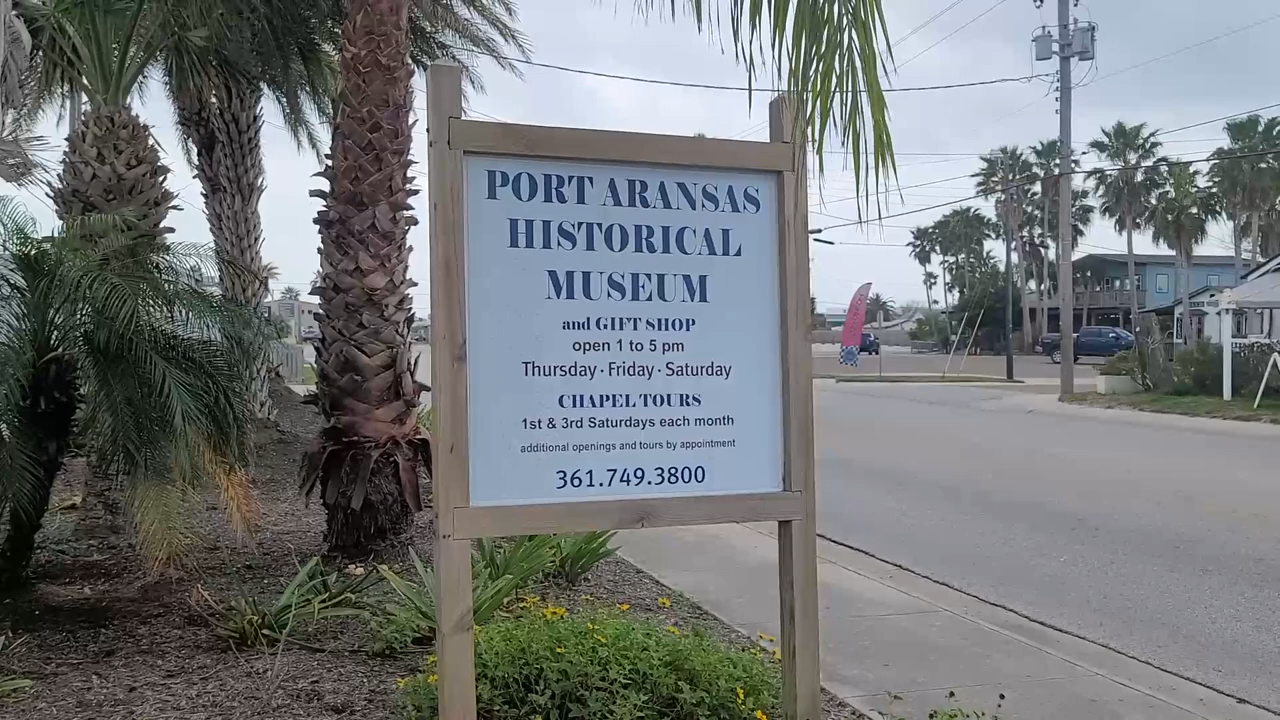 PORT ARANSAS
HISTORICAL
MUSEUM
and GIFT SHOP
open 1 to 5 pm
Thursday · Friday · Saturday
CHAPEL TOURS
1st & 3rd Saturdays each month
additional openings and tours by appointment
361.749.3800